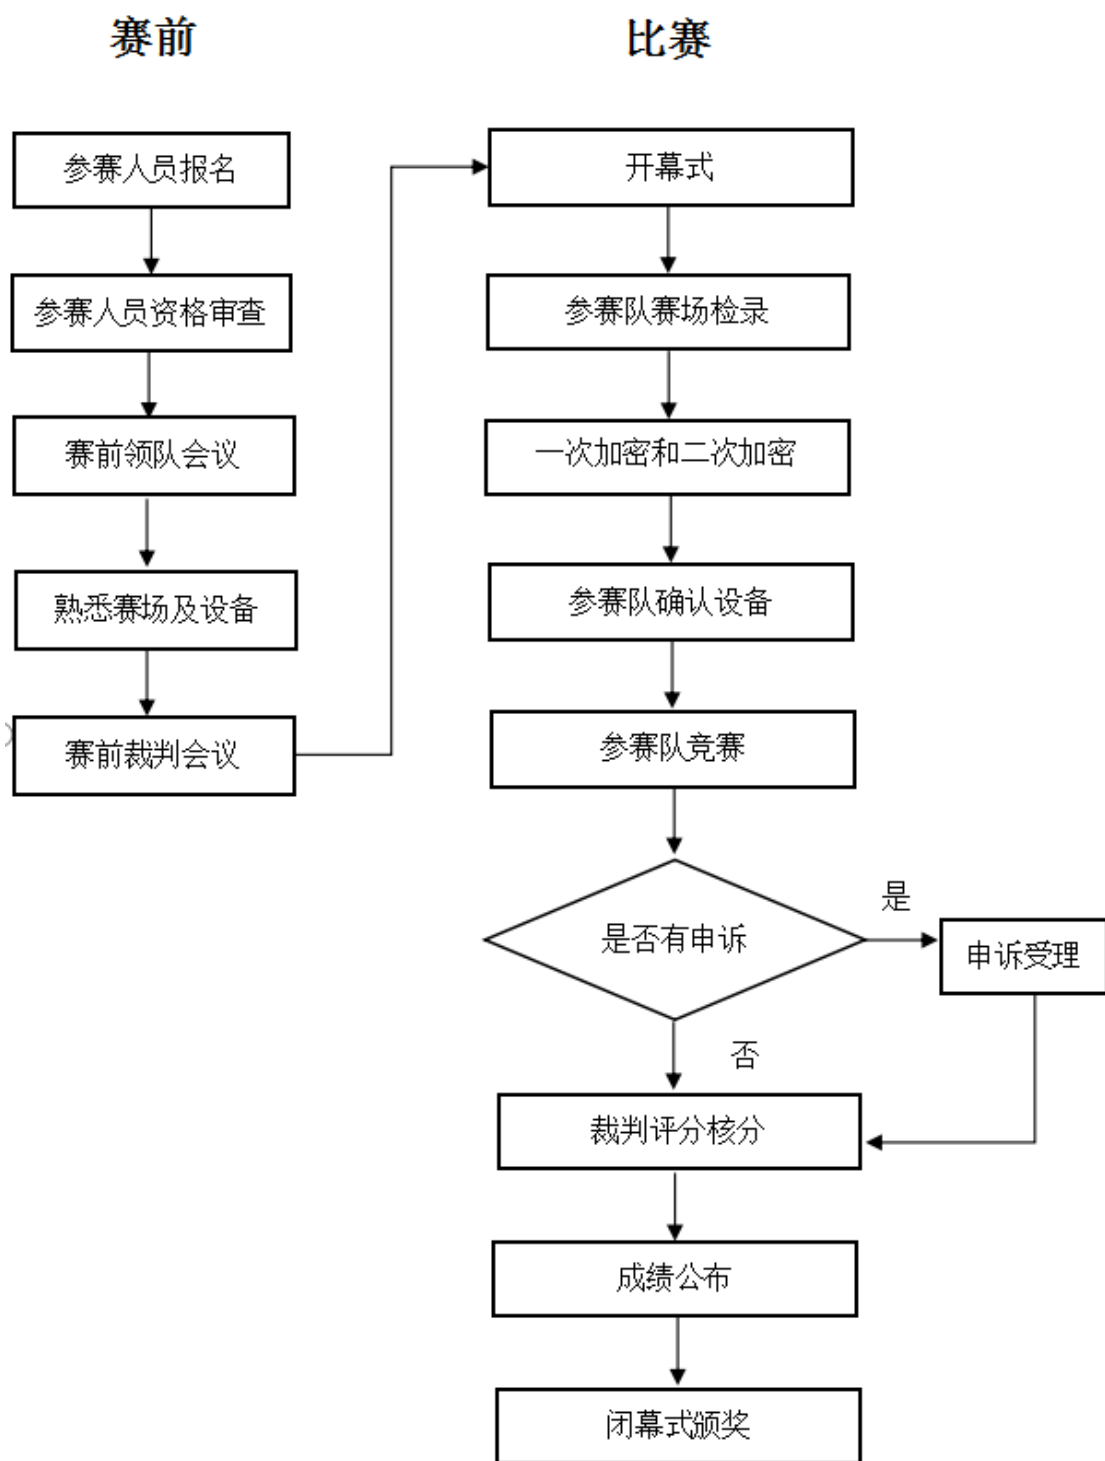 赛前
比赛
参赛人员报名
参赛人员资格审查
赛前领队会议
熟悉赛场及设备
赛前裁判会议
开幕式
参赛队赛场检录
一次加密和二次加密
参赛队确认设备
参赛队竞赛
是否有申诉
是
申诉受理
否
裁判评分核分
成绩公布
闭幕式颁奖